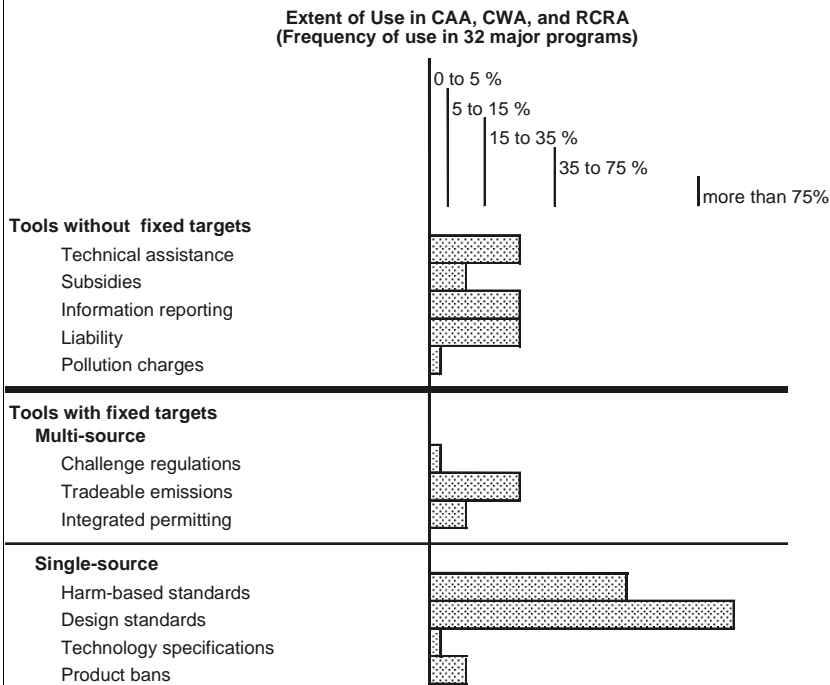 Extent of Use in CAA, CWA, and RCRA
(Frequency of use in 32 major programs)
0 to 5 %
5 to 15 %
15 to 35 %
35 to 75 %
more than 75%
Tools without fixed targets
Technical assistance
Subsidies
Information reporting
Liability
Pollution charges
Tools with fixed targets
Multi-source
Challenge regulations
Tradeable emissions
Integrated permitting
Single-source
Harm-based standards
Design standards
Technology specifications
Product bans